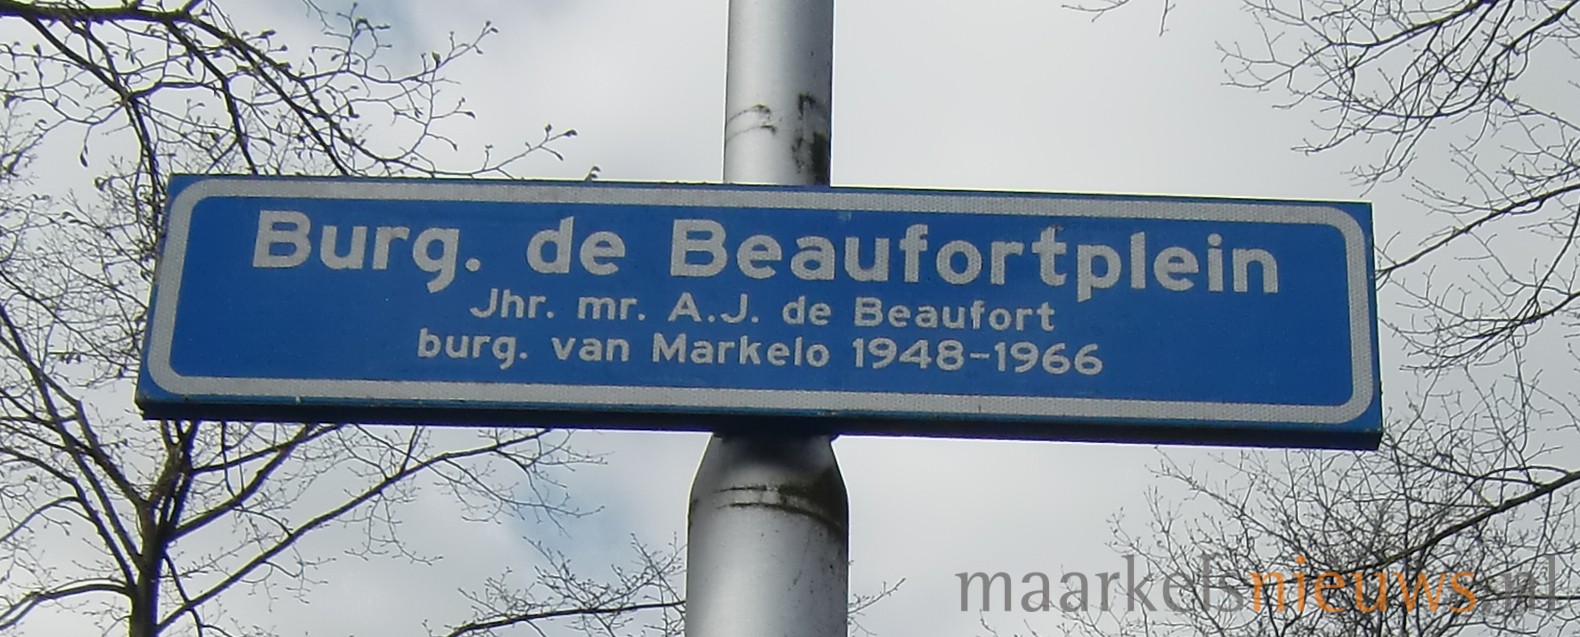 Burg. de Beaufortplein
Jhr. mr. A.J. de Beaufort
burg. van Markelo 1948-1966
maarkelsnieuws.nl